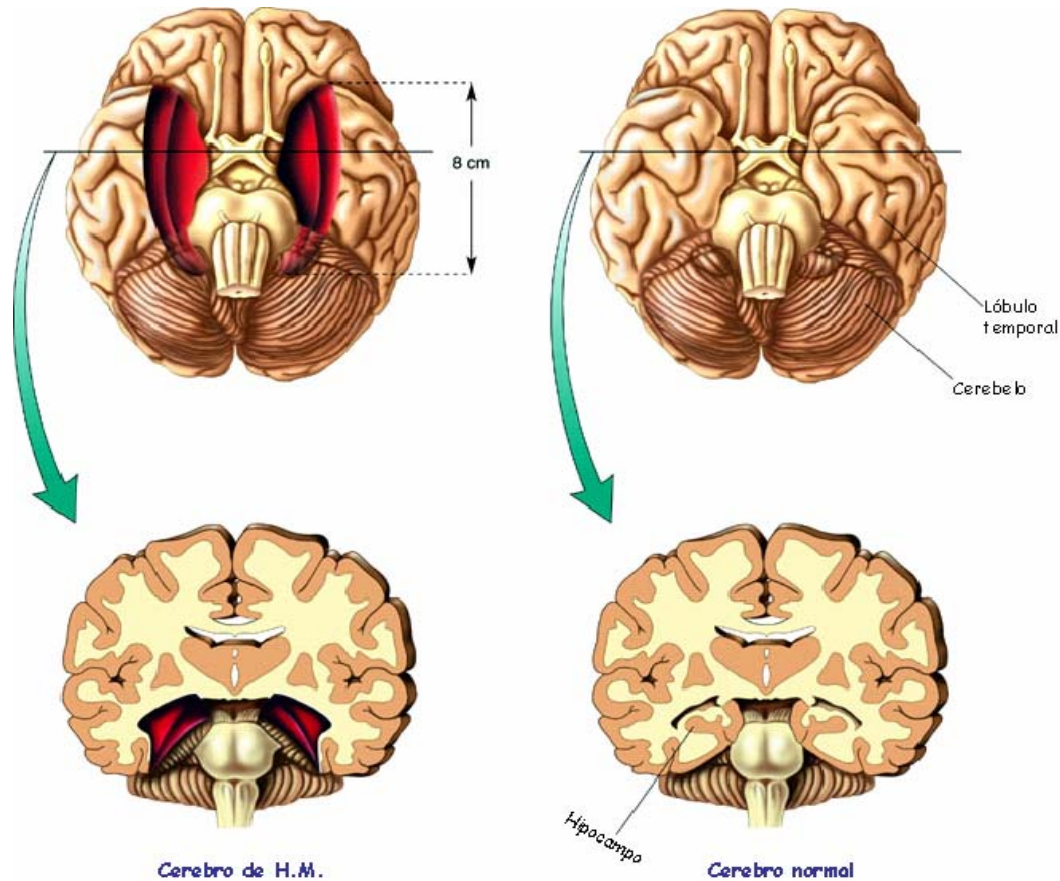 8 cm
Lóbulo
temporal
Cerebelo
Hipocampo
Cerebro de H.M.
Cerebro normal